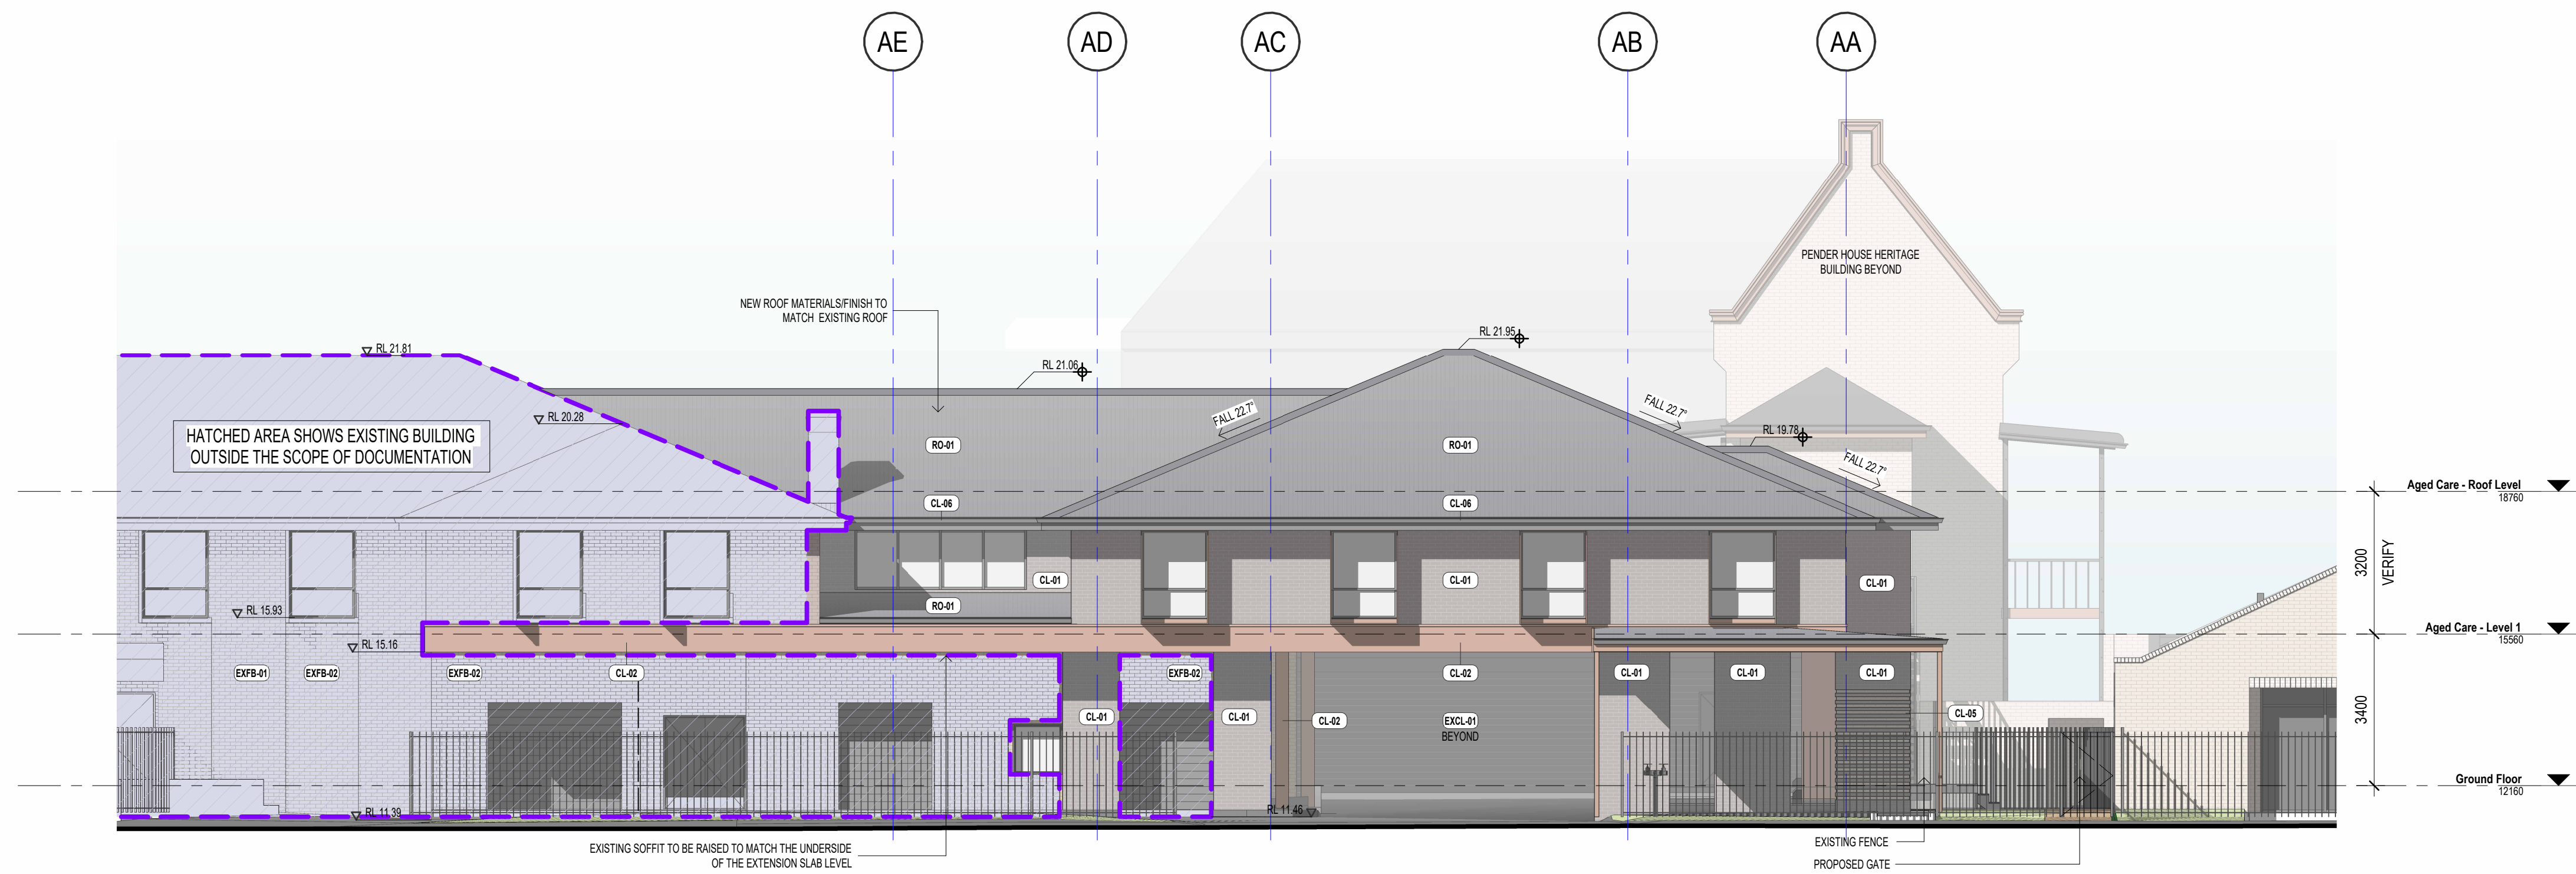 AE
AD
AC
AB
AA
PENDER HOUSE HERITAGE
BUILDING BEYOND
NEW ROOF MATERIALS/FINISH TO
MATCH EXISTING ROOF
RL 21.95
RL 21.81
RL 21.06
FALL 22.7°
FALL 22.7°
RL 20.28
HATCHED AREA SHOWS EXISTING BUILDING
OUTSIDE THE SCOPE OF DOCUMENTATION
RO-01
RO-01
RL 19.78
FALL 22.7°
Aged Care - Roof Level
18760
CL-06
CL-06
3200
VERIFY
CL-01
CL-01
CL-01
RL 15.93
RO-01
Aged Care - Level 1
15560
RL 15.16
EXFB-01
EXFB-02
EXFB-02
CL-02
EXFB-02
CL-02
CL-01
CL-01
CL-01
CL-01
CL-01
CL-02
EXCL-01
BEYOND
CL-05
3400
Ground Floor
12160
RL 11.39
RL 11.46
EXISTING SOFFIT TO BE RAISED TO MATCH THE UNDERSIDE
OF THE EXTENSION SLAB LEVEL
EXISTING FENCE
PROPOSED GATE